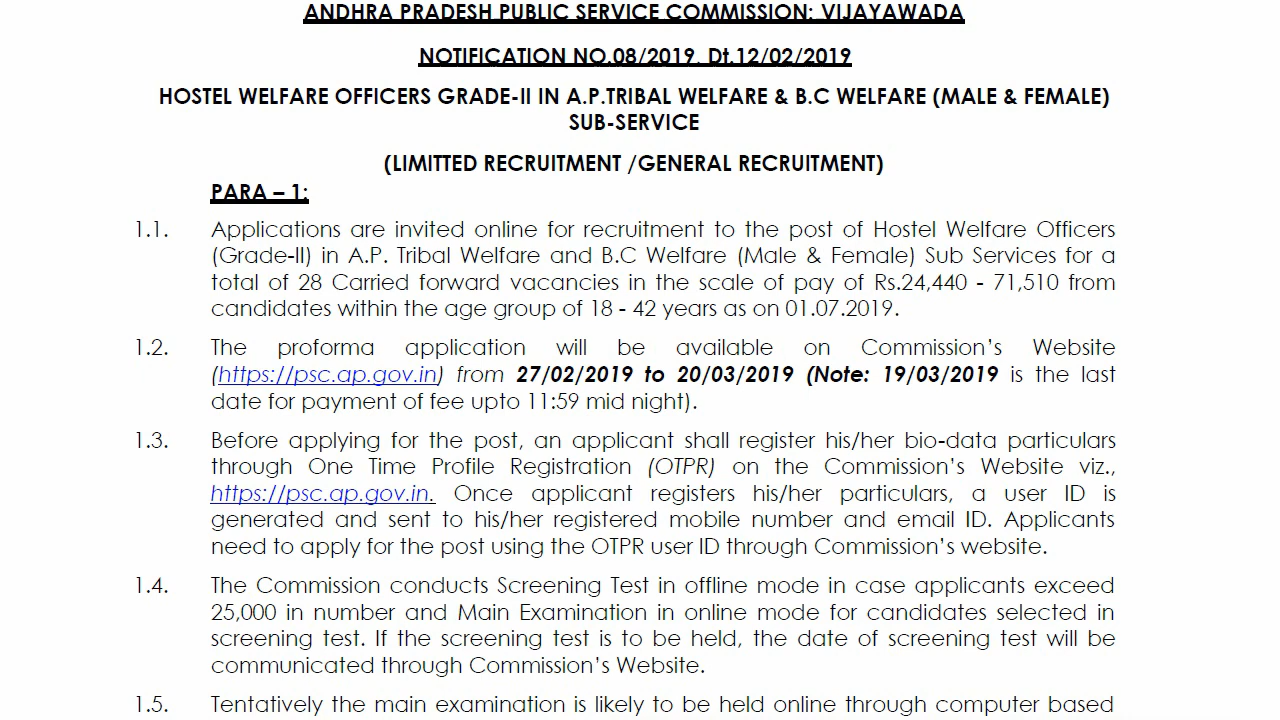 ANDHRA PRADESH PUBLIC SERVICE COMMISSION: VIJAYAWADA
NOTIFICATION NO.08/2019, Dt.12/02/2019
HOSTEL WELFARE OFFICERS GRADE-II IN A.P.TRIBAL WELFARE & B.C WELFARE (MALE & FEMALE)
SUB-SERVICE
(LIMITTED RECRUITMENT /GENERAL RECRUITMENT)
PARA – 1:
1.1. Applications are invited online for recruitment to the post of Hostel Welfare Officers
(Grade-II) in A.P. Tribal Welfare and B.C Welfare (Male & Female) Sub Services for a
total of 28 Carried forward vacancies in the scale of pay of Rs.24,440 - 71,510 from
candidates within the age group of 18 - 42 years as on 01.07.2019.
1.2. The proforma application will be available on Commission's Website
(https://psc.ap.gov.in) from 27/02/2019 to 20/03/2019 (Note: 19/03/2019 is the last
date for payment of fee upto 11:59 mid night).
1.3. Before applying for the post, an applicant shall register his/her bio-data particulars
through One Time Profile Registration (OTPR) on the Commission's Website viz.,
https://psc.ap.gov.in. Once applicant registers his/her particulars, a user ID is
generated and sent to his/her registered mobile number and email ID. Applicants
need to apply for the post using the OTPR user ID through Commission's website.
1.4. The Commission conducts Screening Test in offline mode in case applicants exceed
25,000 in number and Main Examination in online mode for candidates selected in
screening test. If the screening test is to be held, the date of screening test will be
communicated through Commission's Website.
1.5. Tentatively the main examination is likely to be held online through computer based